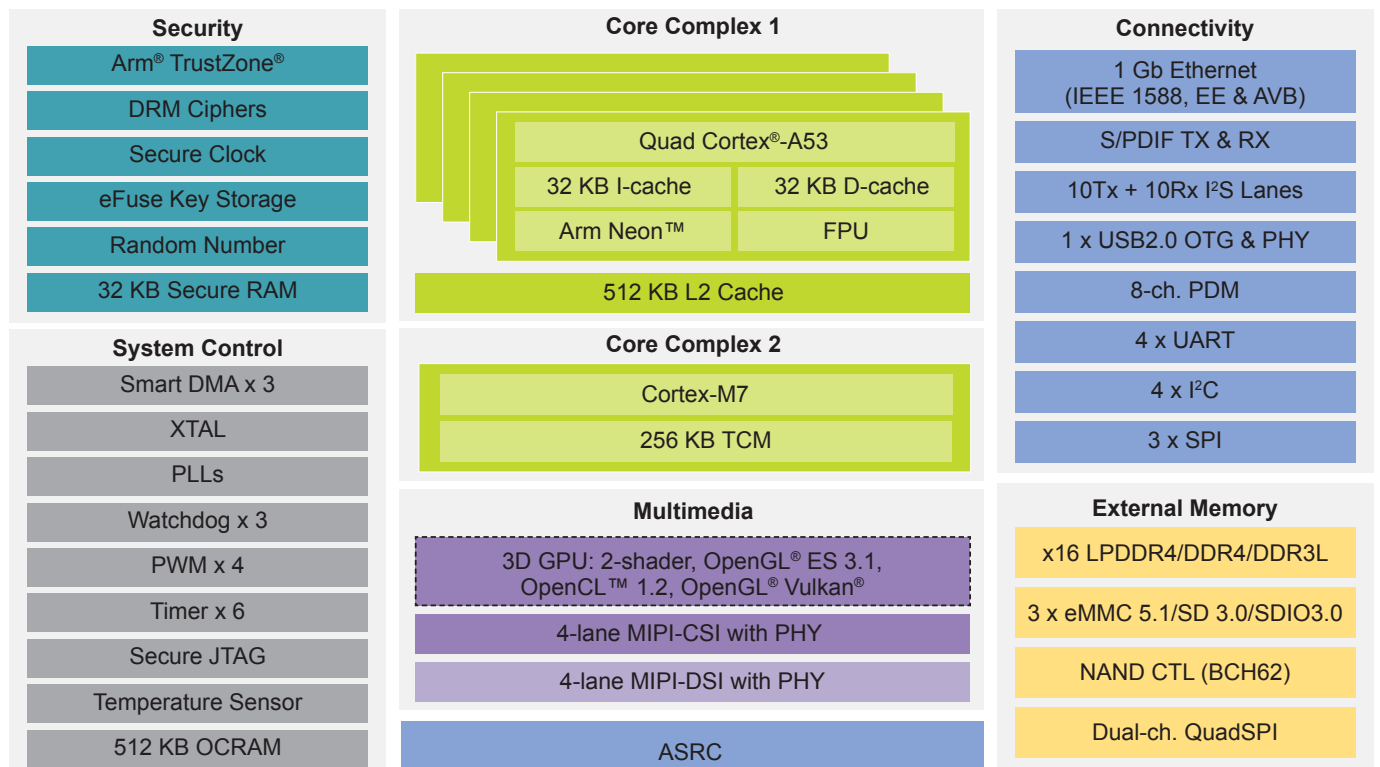 Security
Arm® TrustZone®
DRM Ciphers
Secure Clock
eFuse Key Storage
Random Number
32 KB Secure RAM
System Control
Smart DMA x 3
XTAL
PLLs
Watchdog x 3
PWM x 4
Timer x 6
Secure JTAG
Temperature Sensor
512 KB OCRAM
Core Complex 1
Quad Cortex®-A53
32 KB I-cache
32 KB D-cache
Arm Neon™
FPU
512 KB L2 Cache
Core Complex 2
Cortex-M7
256 KB TCM
Multimedia
3D GPU: 2-shader, OpenGL® ES 3.1,
OpenCL™ 1.2, OpenGL® Vulkan®
4-lane MIPI-CSI with PHY
4-lane MIPI-DSI with PHY
ASRC
Connectivity
1 Gb Ethernet
(IEEE 1588, EE & AVB)
S/PDIF TX & RX
10Tx + 10Rx I²S Lanes
1 x USB2.0 OTG & PHY
8-ch. PDM
4 x UART
4 x I²C
3 x SPI
External Memory
x16 LPDDR4/DDR4/DDR3L
3 x eMMC 5.1/SD 3.0/SDIO3.0
NAND CTL (BCH62)
Dual-ch. QuadSPI